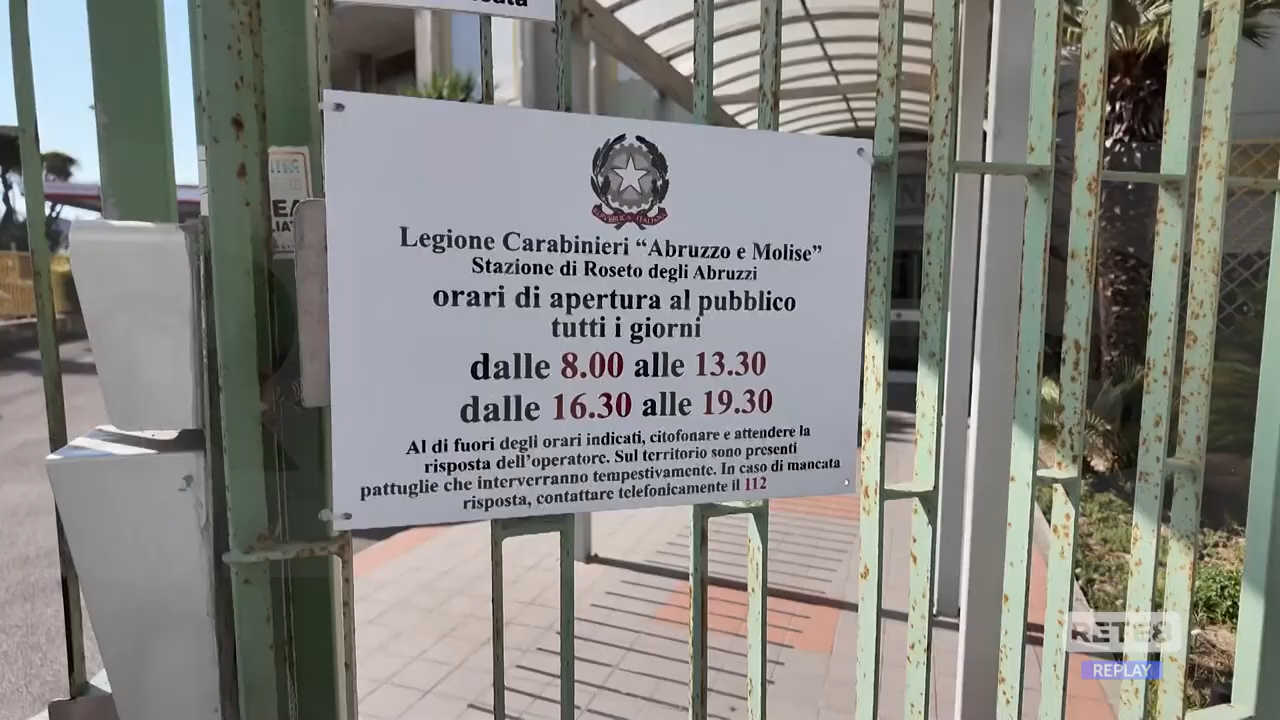 REPVBBLICA ITALIANA
Legione Carabinieri “Abruzzo e Molise”
Stazione di Roseto degli Abruzzi
orari di apertura al pubblico
tutti i giorni
dalle 8.00 alle 13.30
dalle 16.30 alle 19.30
Al di fuori degli orari indicati, citofonare e attendere la
risposta dell’operatore. Sul territorio sono presenti
pattuglie che interverranno tempestivamente. In caso di mancata
risposta, contattare telefonicamente il 112
RETE8
REPLAY